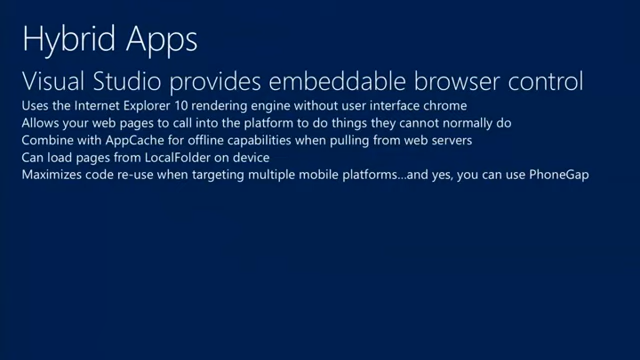 Hybrid Apps
Visual Studio provides embeddable browser control
Uses the Internet Explorer 10 rendering engine without user interface chrome
Allows your web pages to call into the platform to do things they cannot normally do
Combine with AppCache for offline capabilities when pulling from web servers
Can load pages from LocalFolder on device
Maximizes code re-use when targeting multiple mobile platforms...and yes, you can use PhoneGap